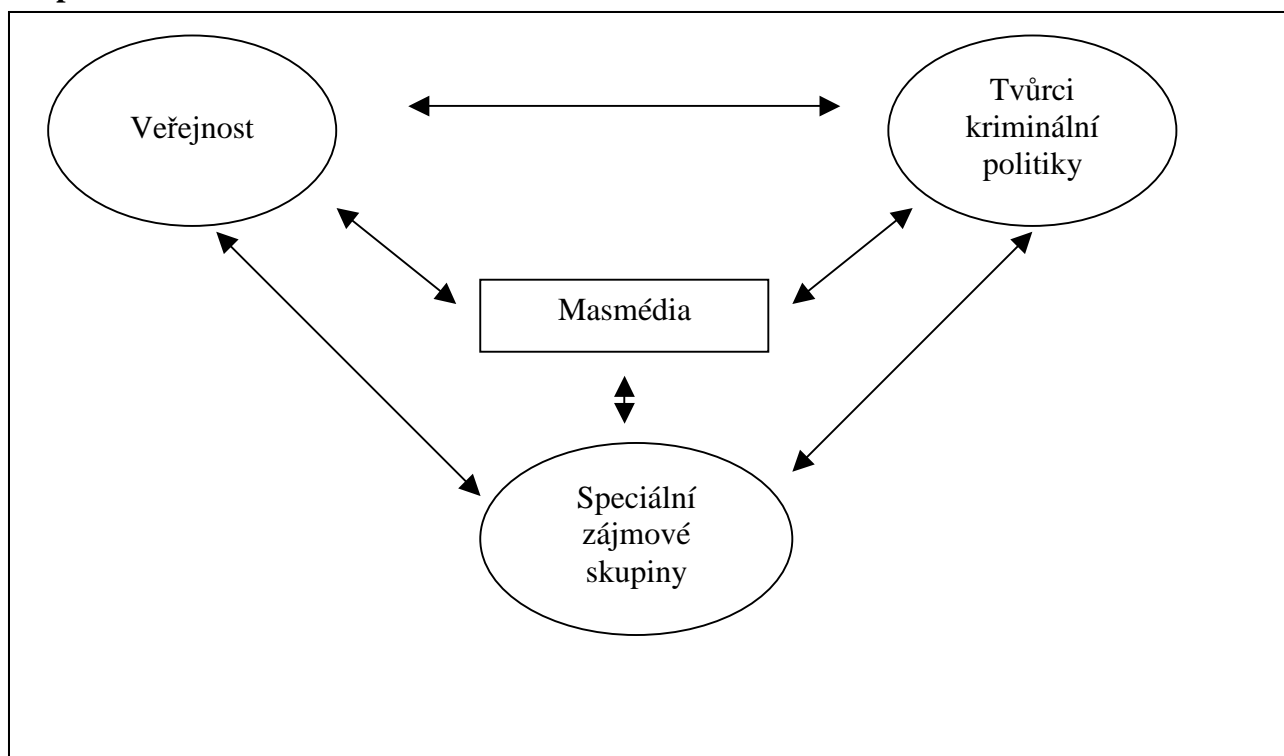 Veřejnost
Tvůrci
kriminální
politiky
Masmédia
Speciální
zájmové
skupiny